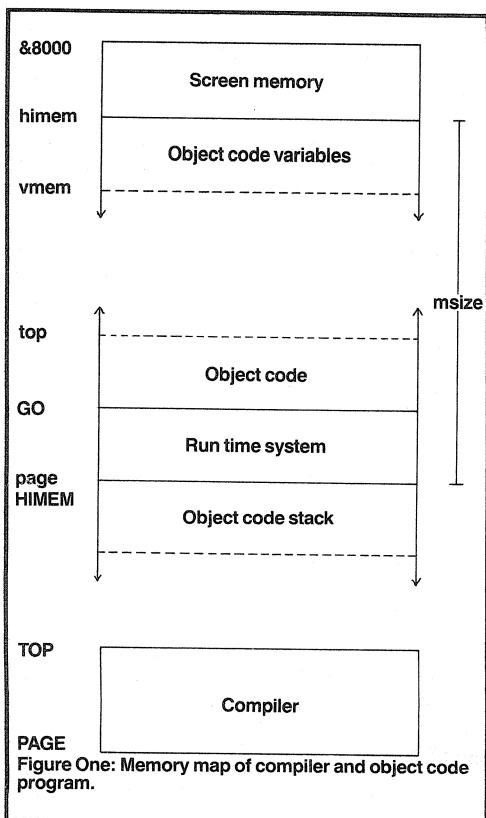 &8000
Screen memory
himem
Object code variables
vmem
msize
top
Object code
GO
Run time system
page
HIMEM
Object code stack
TOP
Compiler
PAGE
Figure One: Memory map of compiler and object code
program.